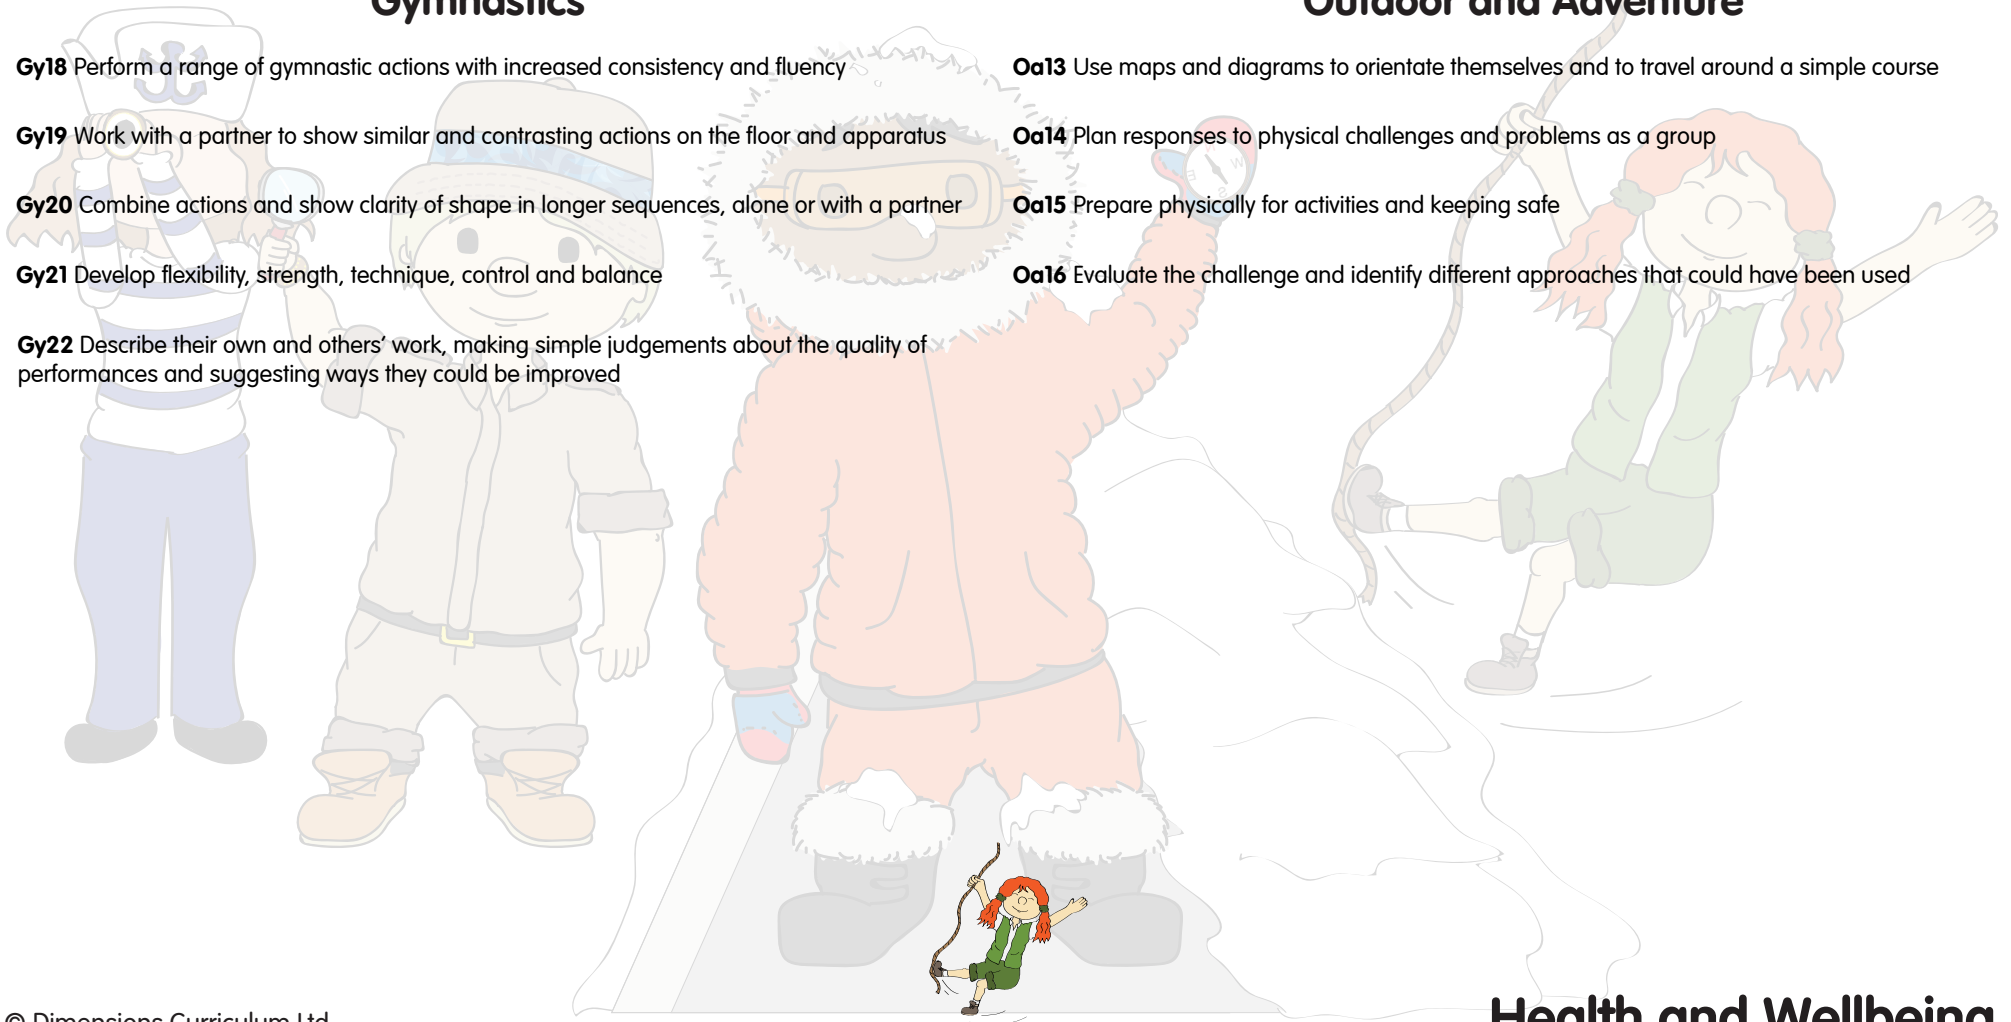 Gymnastics
Gy18 Perform a range of gymnastic actions with increased consistency and fluency
Gy19 Work with a partner to show similar and contrasting actions on the floor and apparatus
Gy20 Combine actions and show clarity of shape in longer sequences, alone or with a partner
Gy21 Develop flexibility, strength, technique, control and balance
Gy22 Describe their own and others’ work, making simple judgements about the quality of
performances and suggesting ways they could be improved
Outdoor and Adventure
Oa13 Use maps and diagrams to orientate themselves and to travel around a simple course
Oa14 Plan responses to physical challenges and problems as a group
Oa15 Prepare physically for activities and keeping safe
Oa16 Evaluate the challenge and identify different approaches that could have been used
W
E
S
© Dimensions Curriculum Ltd
Health and Wellbeing